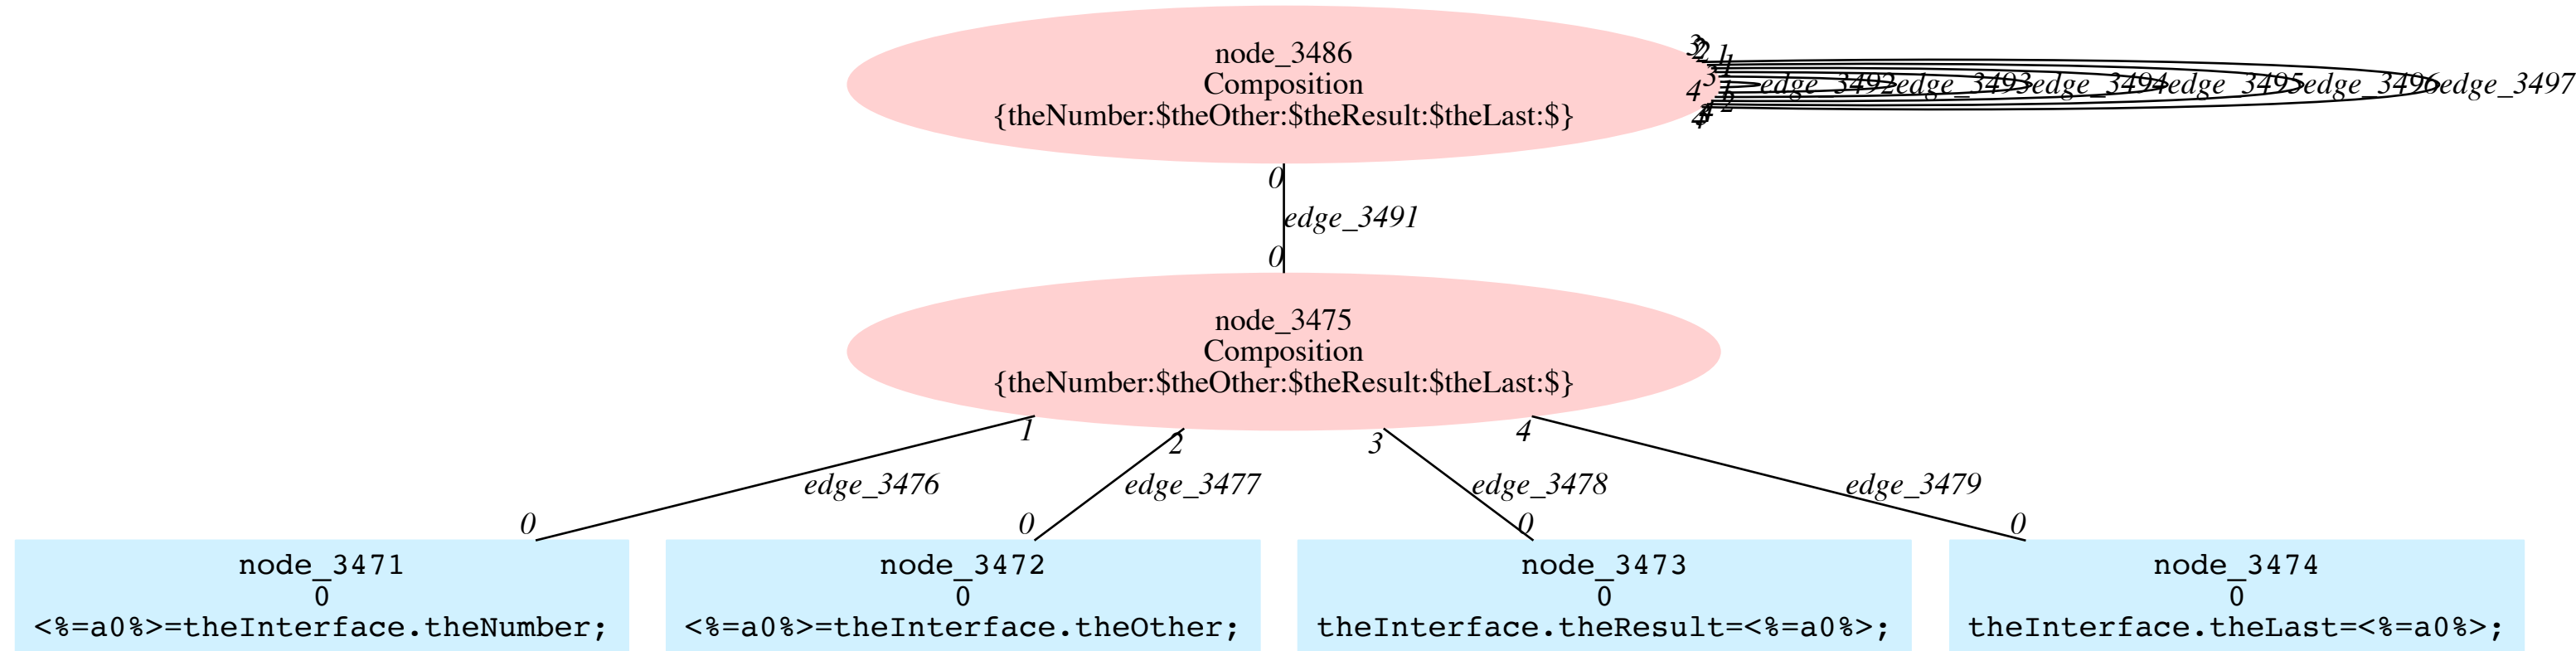 node_3486
Composition
{theNumber:$theOther:$theResult:$theLast:$}
edge_3492 edge_3493 edge_3494 edge_3495 edge_3496 edge_3497
0
edge_3491
0
node_3475
Composition
{theNumber:$theOther:$theResult:$theLast:$}
1 2 3 4
edge_3476 edge_3477 edge_3478 edge_3479
0 0 0 0
node_3471
0
<%=a0%>=theInterface.theNumber;
node_3472
0
<%=a0%>=theInterface.theOther;
node_3473
0
theInterface.theResult=<%=a0%>;
node_3474
0
theInterface.theLast=<%=a0%>;